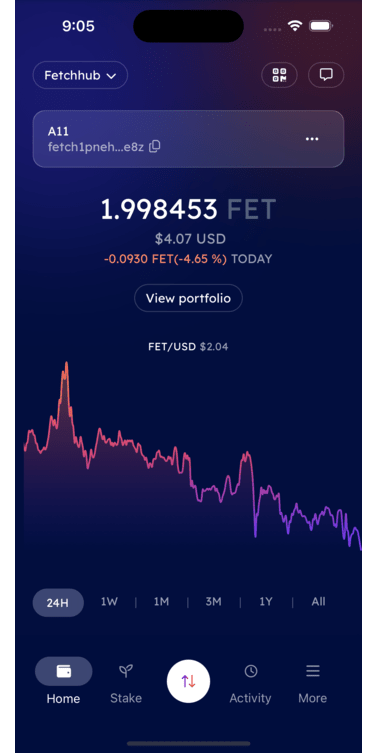 9:05
Fetchhub
A11
fetch1pneh...e8z
1.998453 FET
$4.07 USD
-0.0930 FET(-4.65 %) TODAY
View portfolio
FET/USD $2.04
24H 1W | 1M | 3M | 1Y | All
Home Stake Activity More